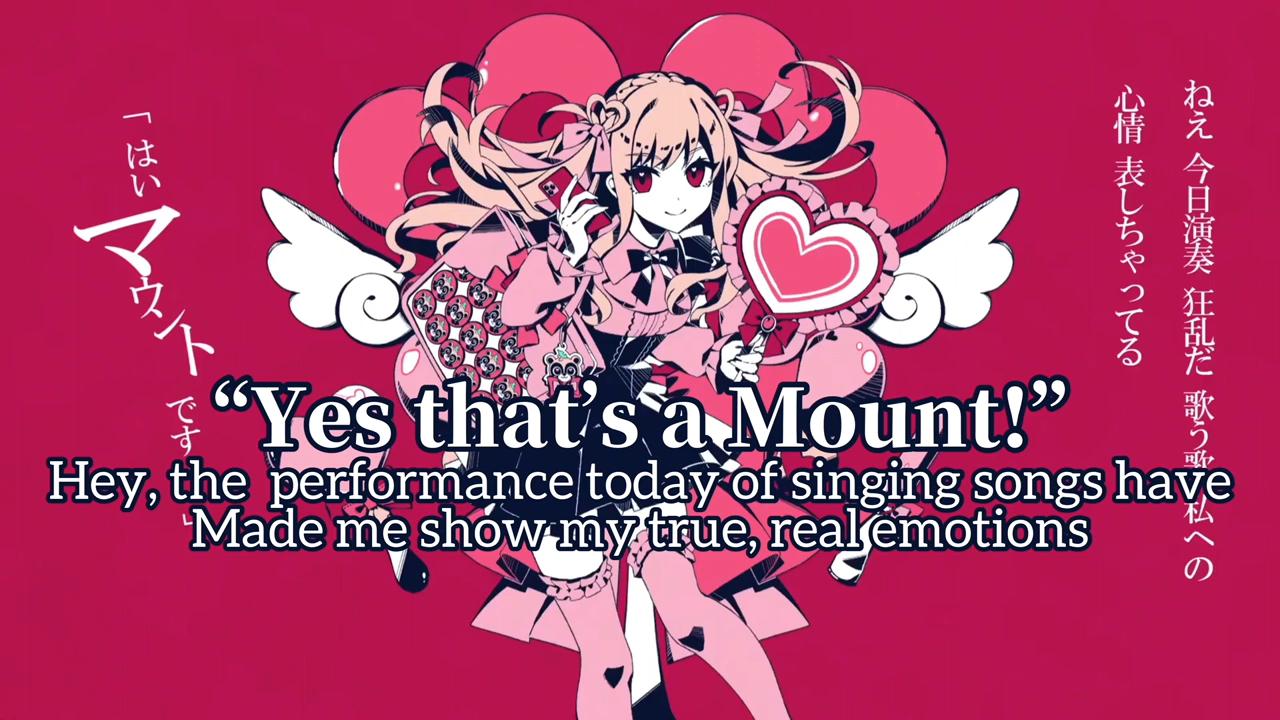 ねえ 今日演奏 狂乱だ 歌う歌 私への
心情 表しちゃってる
「はい
マウント
です」
“Yes that’s a Mount!”
Hey, the performance today of singing songs have
Made me show my true, real emotions